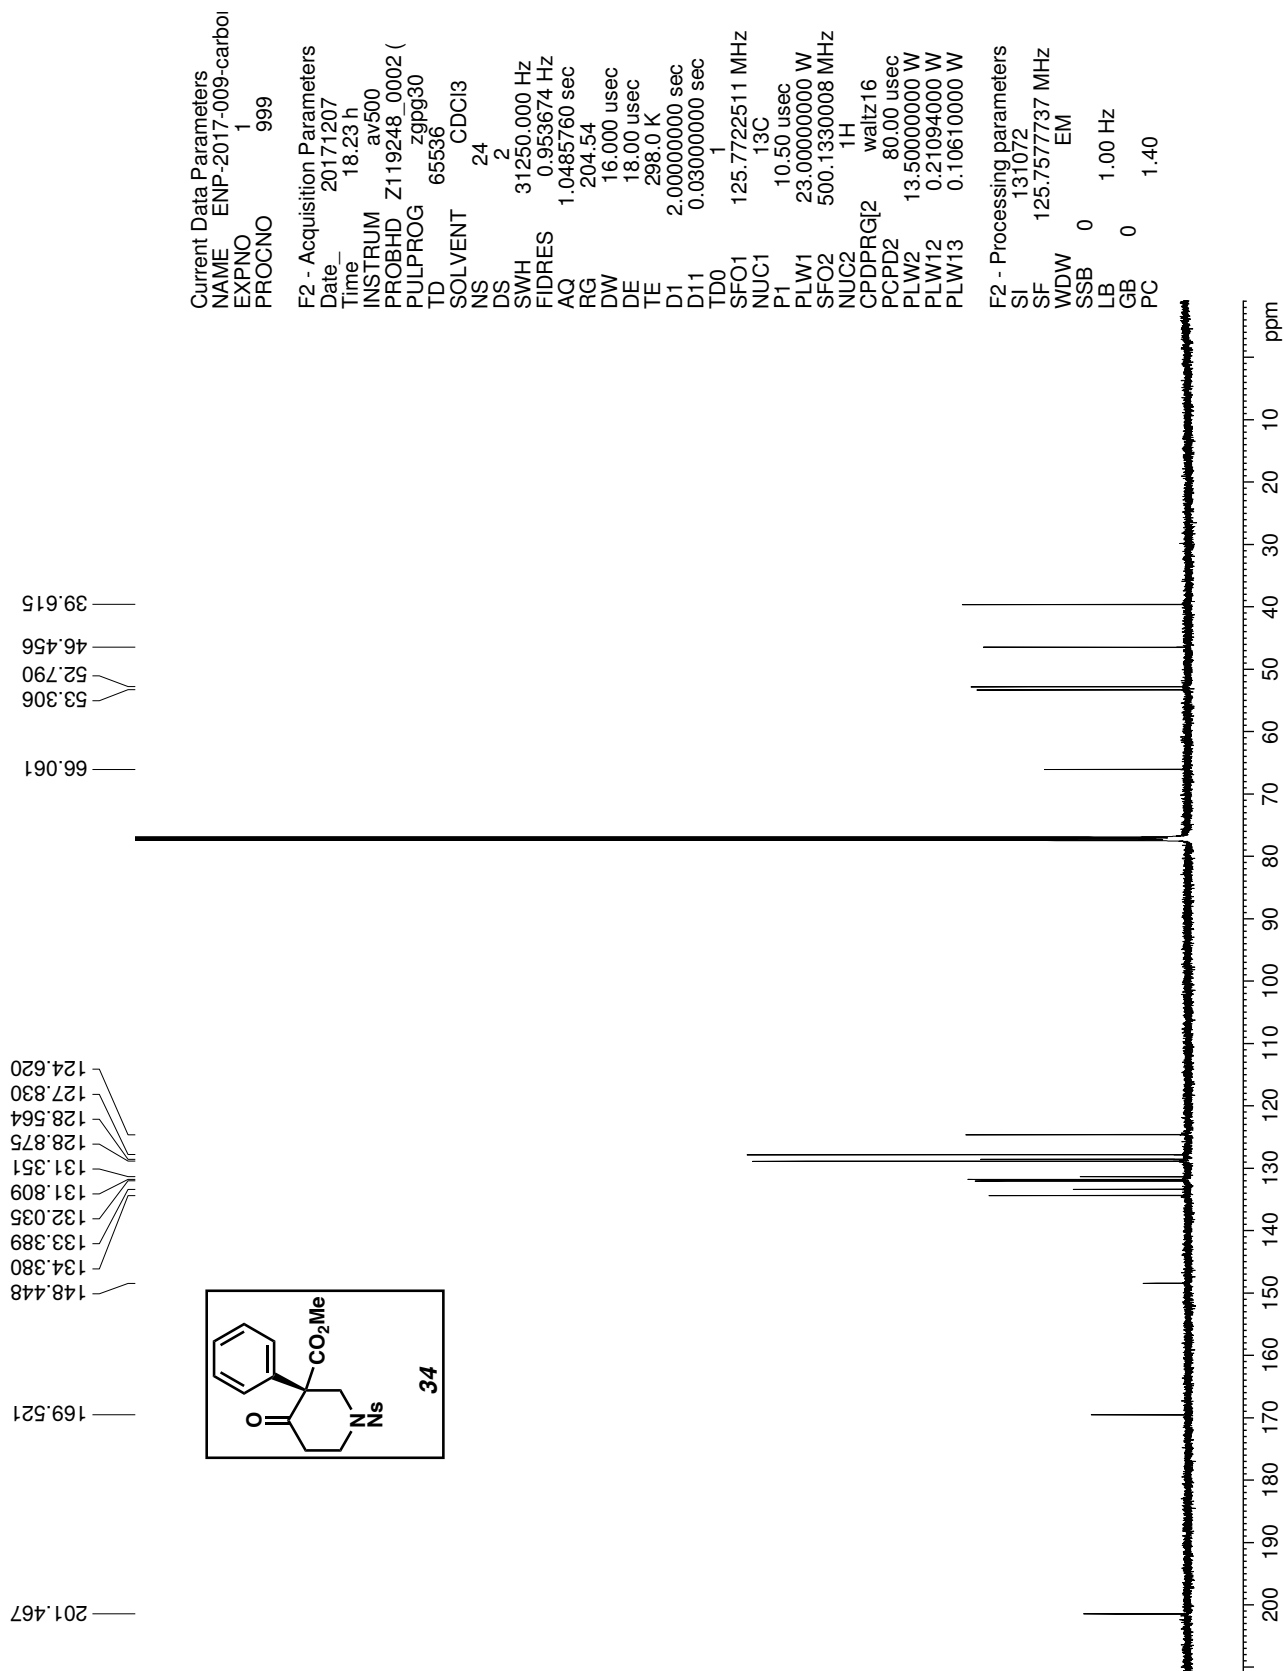 Current Data Parameters
NAME ENP-2017-009-carbo
EXPNO 1
PROCNO 999
F2 - Acquisition Parameters
Date_ 20171207
Time 18.23 h
INSTRUM av500
PROBHD Z119248_0002 (
PULPROG zgpg30
TD 65536
SOLVENT CDCl3
NS 24
DS 2
SWH 31250.000 Hz
FIDRES 0.953674 Hz
AQ 1.0485760 sec
RG 204.54
DW 16.000 usec
DE 18.00 usec
TE 298.0 K
D1 2.00000000 sec
D11 0.03000000 sec
TD0 1
SFO1 125.7722511 MHz
NUC1 13C
P1 10.50 usec
PLW1 23.00000000 W
SFO2 500.1330008 MHz
NUC2 1H
CPDPRG[2 waltz16
PCPD2 80.00 usec
PLW2 13.50000000 W
PLW12 0.21094000 W
PLW13 0.10610000 W
F2 - Processing parameters
SI 131072
SF 125.7577737 MHz
WDW EM
SSB 0
LB 1.00 Hz
GB 0
PC 1.40
201.467
169.521
148.448
134.380
133.389
132.035
131.809
131.351
128.875
128.564
127.830
124.620
66.061
53.306
52.790
46.456
39.615
O
CO2Me
N
Ns
34
200 190 180 170 160 150 140 130 120 110 100 90 80 70 60 50 40 30 20 10 ppm